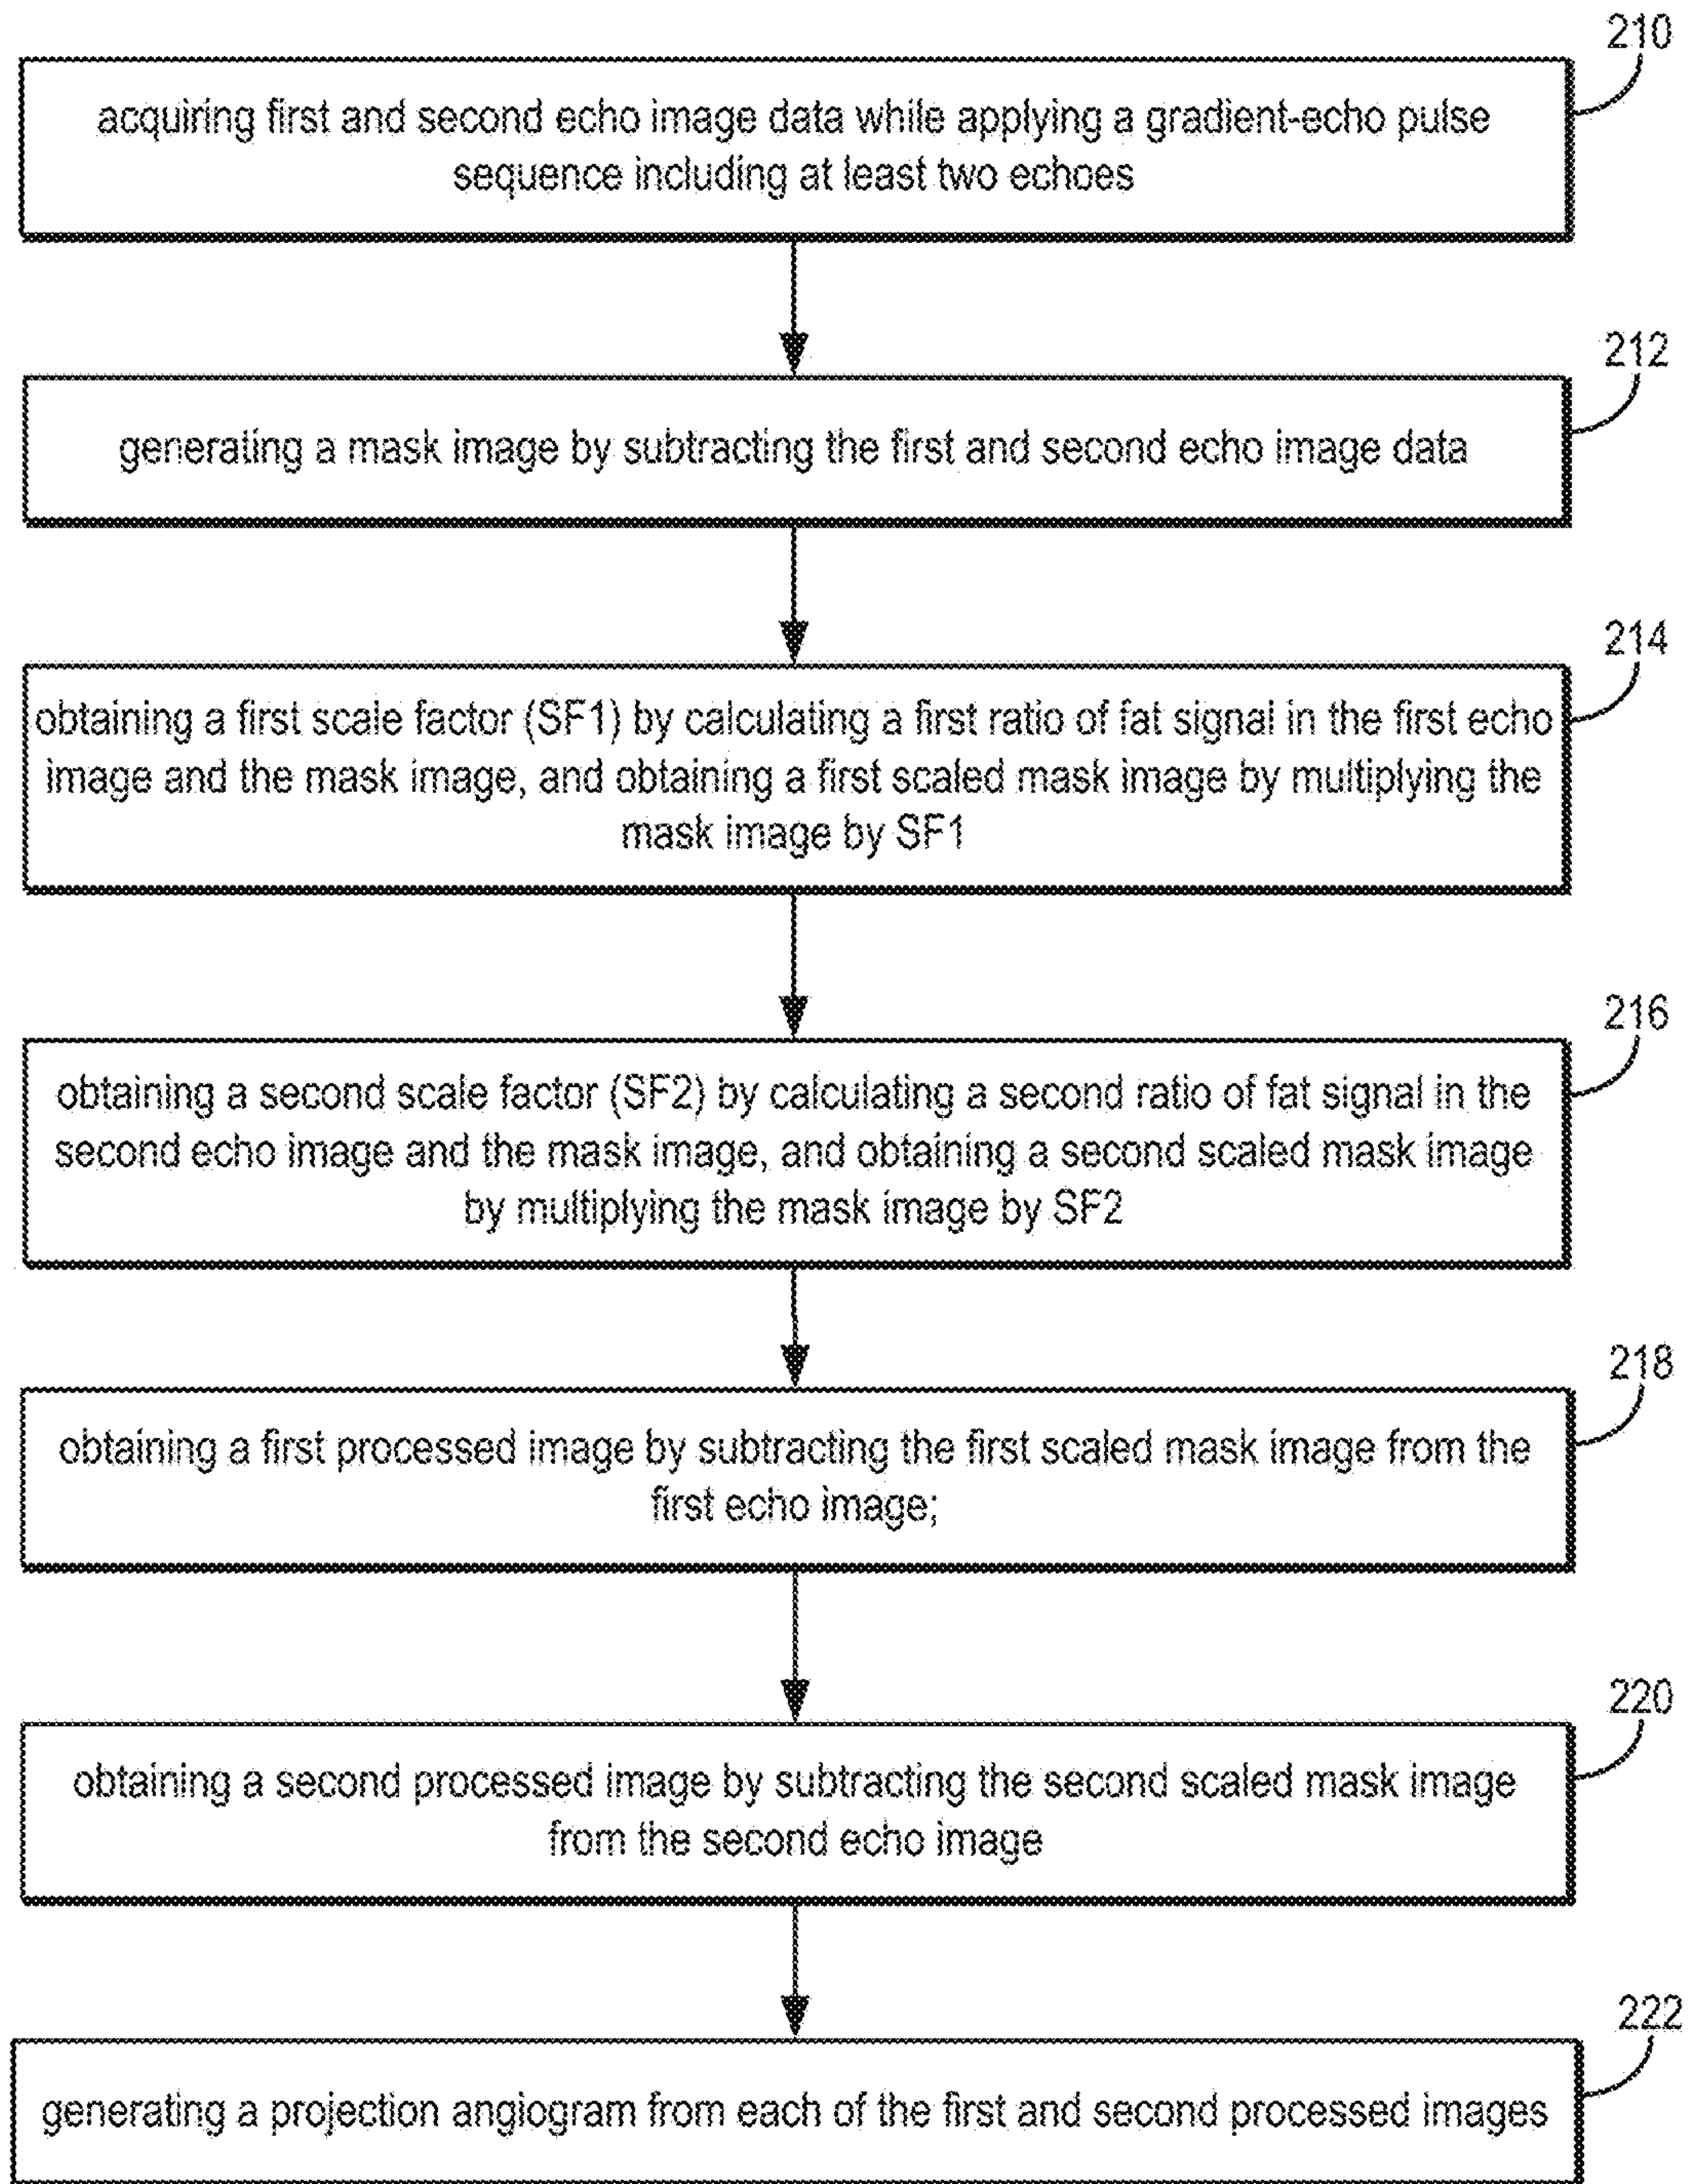 210
acquiring first and second echo image data while applying a gradient-echo pulse
sequence including at least two echoes
212
generating a mask image by subtracting the first and second echo image data
214
obtaining a first scale factor (SF1) by calculating a first ratio of fat signal in the first echo
image and the mask image, and obtaining a first scaled mask image by multiplying the
mask image by SF1
216
obtaining a second scale factor (SF2) by calculating a second ratio of fat signal in the
second echo image and the mask image, and obtaining a second scaled mask image
by multiplying the mask image by SF2
218
obtaining a first processed image by subtracting the first scaled mask image from the
first echo image;
220
obtaining a second processed image by subtracting the second scaled mask image
from the second echo image
222
generating a projection angiogram from each of the first and second processed images